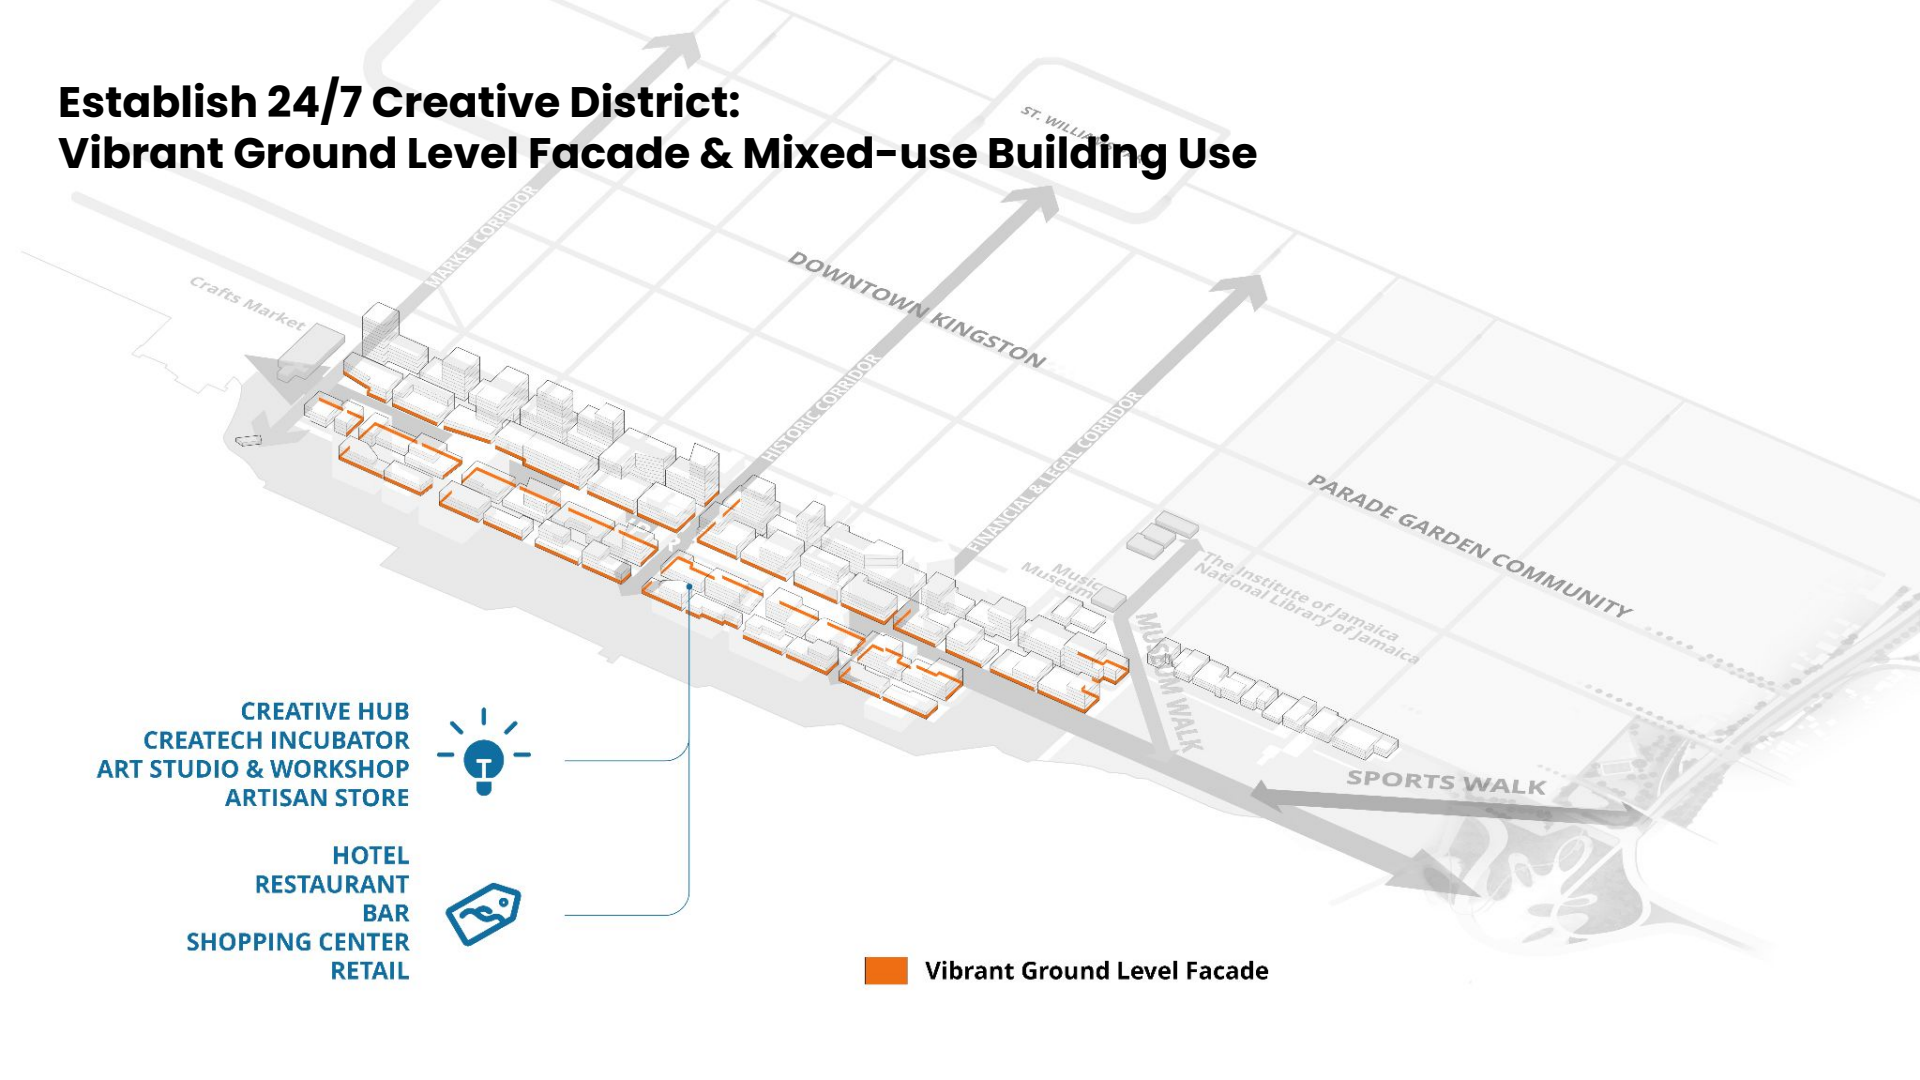 Establish 24/7 Creative District:
Vibrant Ground Level Facade & Mixed-use Building Use
ST. WILLIAM
MARKET CORRIDOR
Crafts Market
DOWNTOWN KINGSTON
HISTORIC CORRIDOR
FINANCIAL & LEGAL CORRIDOR
PARADE GARDEN COMMUNITY
Music
Museum
The Institute of Jamaica
National Library of Jamaica
MUSEUM WALK
SPORTS WALK
CREATIVE HUB
CREATECH INCUBATOR
ART STUDIO & WORKSHOP
ARTISAN STORE
HOTEL
RESTAURANT
BAR
SHOPPING CENTER
RETAIL
Vibrant Ground Level Facade